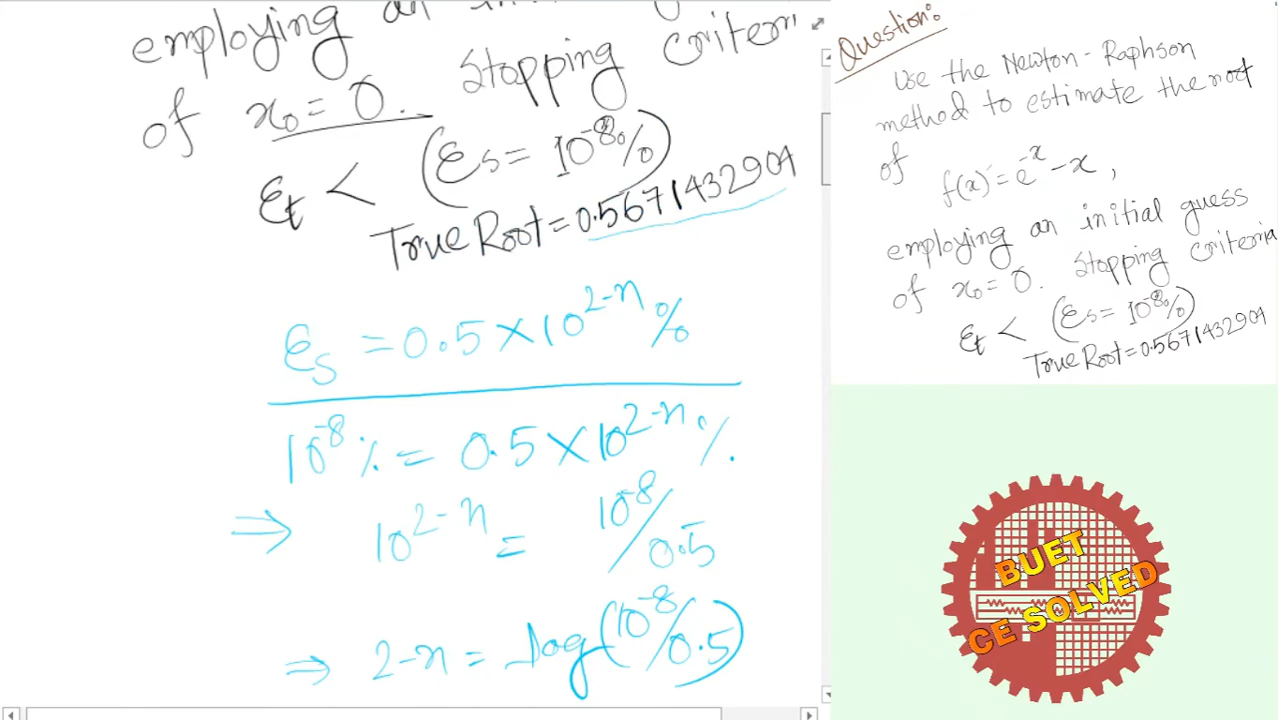 employing an
of x₀ = 0. Stopping criteri
εt < (εs = 10⁻⁸%)
True Root = 0.5671432904
εs = 0.5 × 10²⁻ⁿ %
10⁻⁸ % = 0.5 × 10²⁻ⁿ %
⇒ 10²⁻ⁿ = 10⁻⁸/0.5
⇒ 2-n = log(10⁻⁸/0.5)
Question:
Use the Newton-Raphson
method to estimate the root
of f(x) = e⁻ˣ - x,
employing an initial guess
of x₀ = 0. Stopping criteria
εt < (εs = 10⁻⁸%)
True Root = 0.5671432904
BUET
CE SOLVED